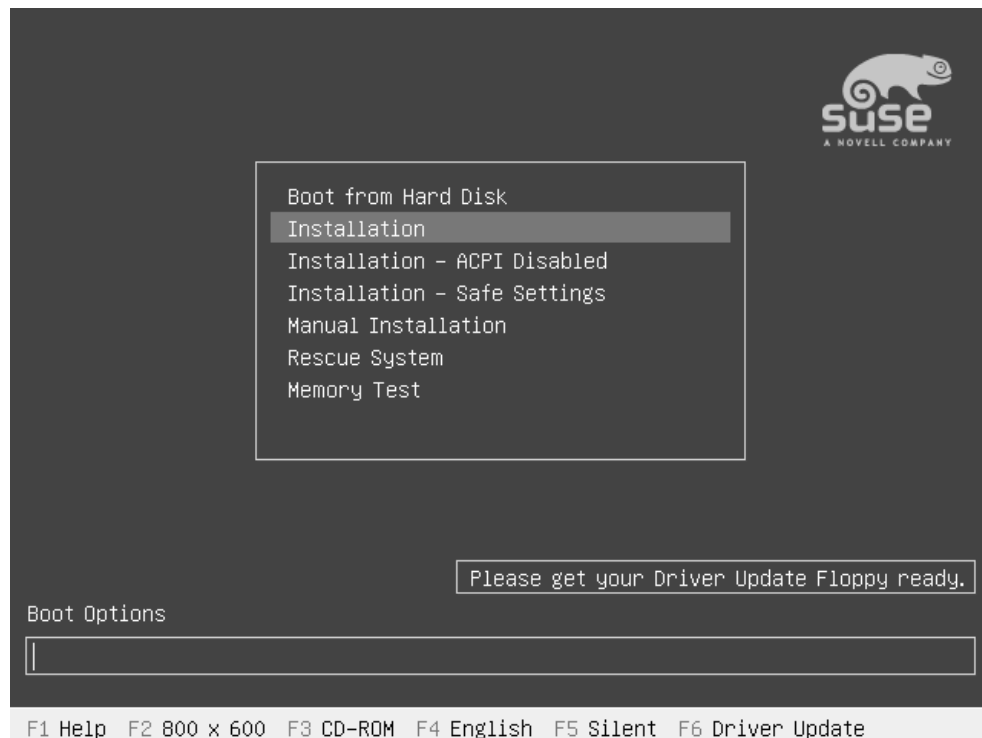 suse
A NOVELL COMPANY
Boot from Hard Disk
Installation
Installation – ACPI Disabled
Installation – Safe Settings
Manual Installation
Rescue System
Memory Test
Please get your Driver Update Floppy ready.
Boot Options
F1 Help F2 800 x 600 F3 CD-ROM F4 English F5 Silent F6 Driver Update